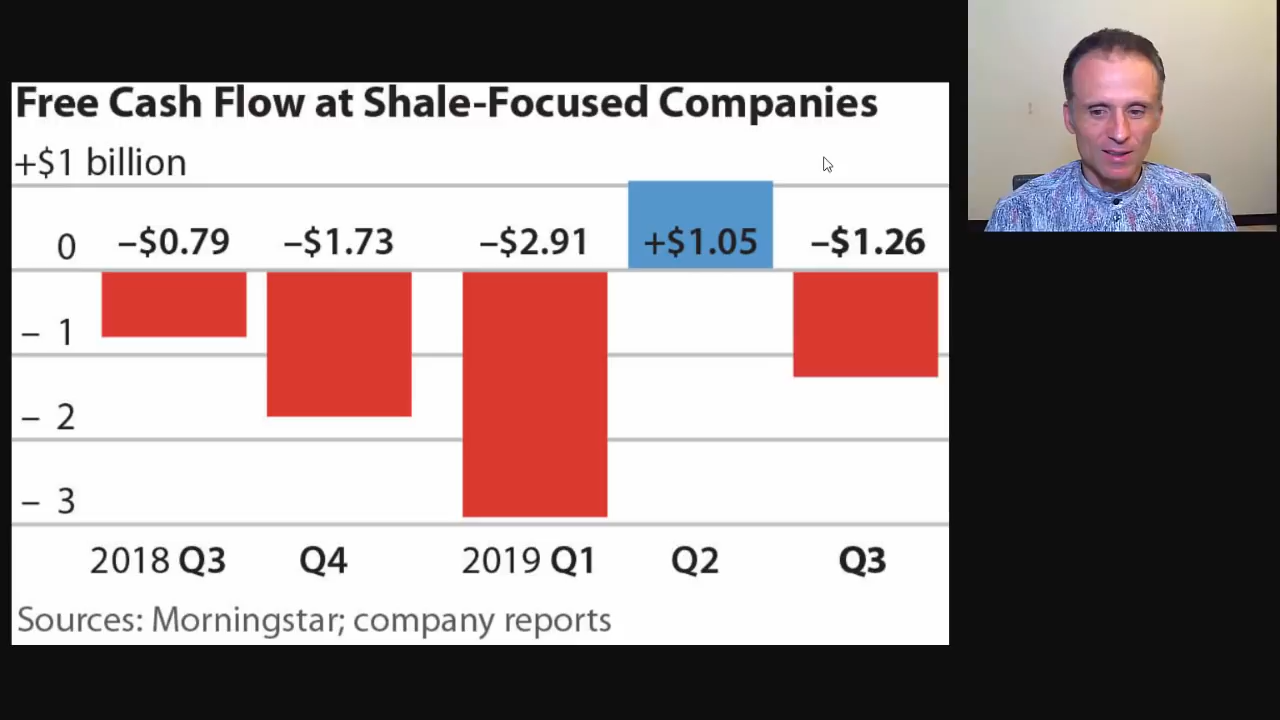 Free Cash Flow at Shale-Focused Companies
+$1 billion
0 –$0.79 –$1.73 –$2.91 +$1.05 –$1.26
– 1
– 2
– 3
2018 Q3 Q4 2019 Q1 Q2 Q3
Sources: Morningstar; company reports